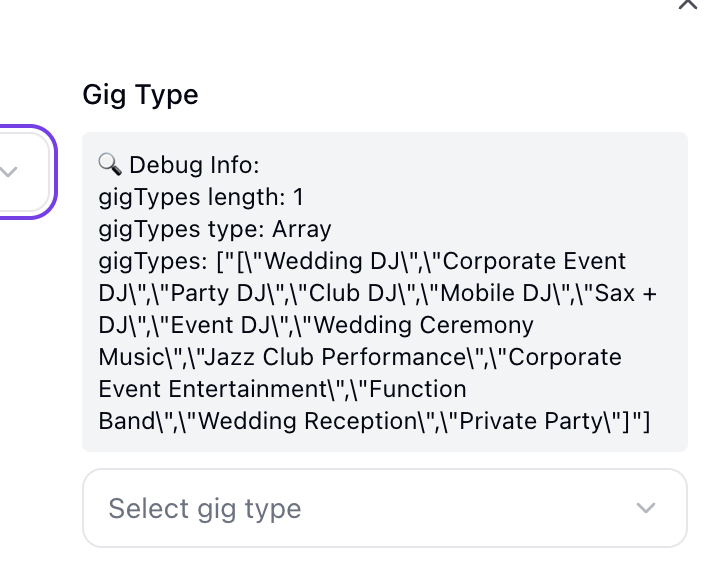 Gig Type
🔍 Debug Info:
gigTypes length: 1
gigTypes type: Array
gigTypes: ["[\"Wedding DJ\",\"Corporate Event
DJ\",\"Party DJ\",\"Club DJ\",\"Mobile DJ\",\"Sax +
DJ\",\"Event DJ\",\"Wedding Ceremony
Music\",\"Jazz Club Performance\",\"Corporate
Event Entertainment\",\"Function
Band\",\"Wedding Reception\",\"Private Party\"]"]
Select gig type